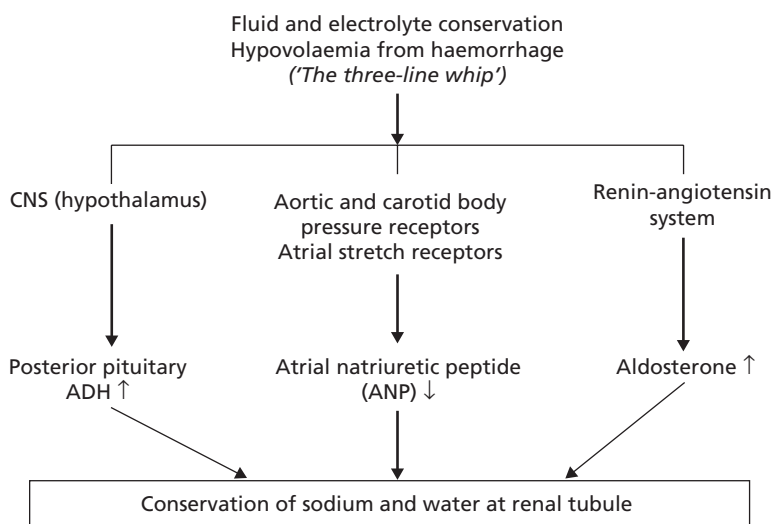 Fluid and electrolyte conservation
Hypovolaemia from haemorrhage
('The three-line whip')
CNS (hypothalamus)
Aortic and carotid body
pressure receptors
Atrial stretch receptors
Renin-angiotensin
system
Posterior pituitary
ADH ↑
Atrial natriuretic peptide
(ANP) ↓
Aldosterone ↑
Conservation of sodium and water at renal tubule